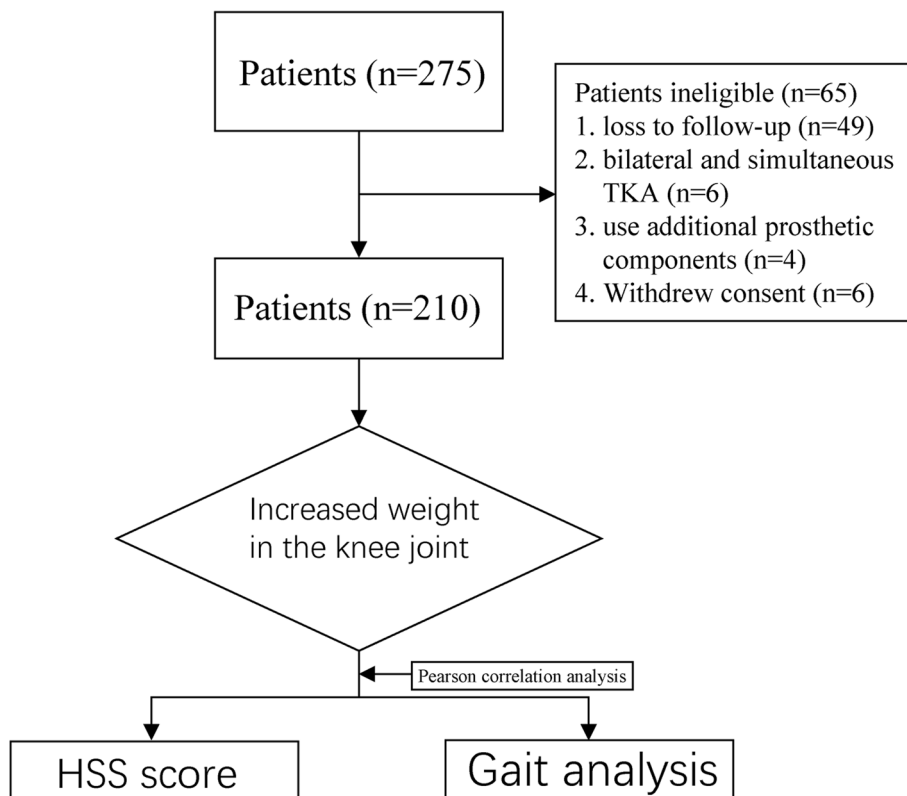 Patients (n=275)
Patients ineligible (n=65)
1. loss to follow-up (n=49)
2. bilateral and simultaneous
TKA (n=6)
3. use additional prosthetic
components (n=4)
4. Withdrew consent (n=6)
Patients (n=210)
Increased weight
in the knee joint
Pearson correlation analysis
HSS score
Gait analysis